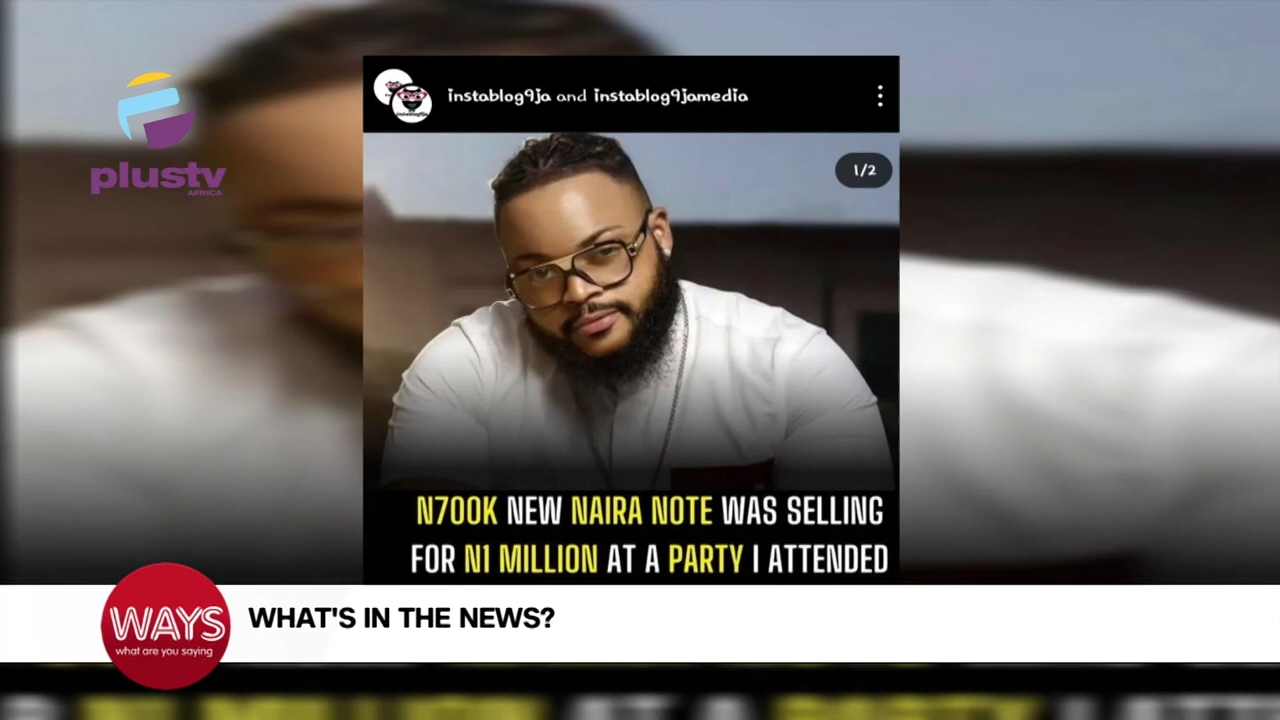 instablog9ja and instablog9jamedia
1/2
plustv
AFRICA
N700K NEW NAIRA NOTE WAS SELLING
FOR N1 MILLION AT A PARTY I ATTENDED
WHAT'S IN THE NEWS?
WAYS
what are you saying